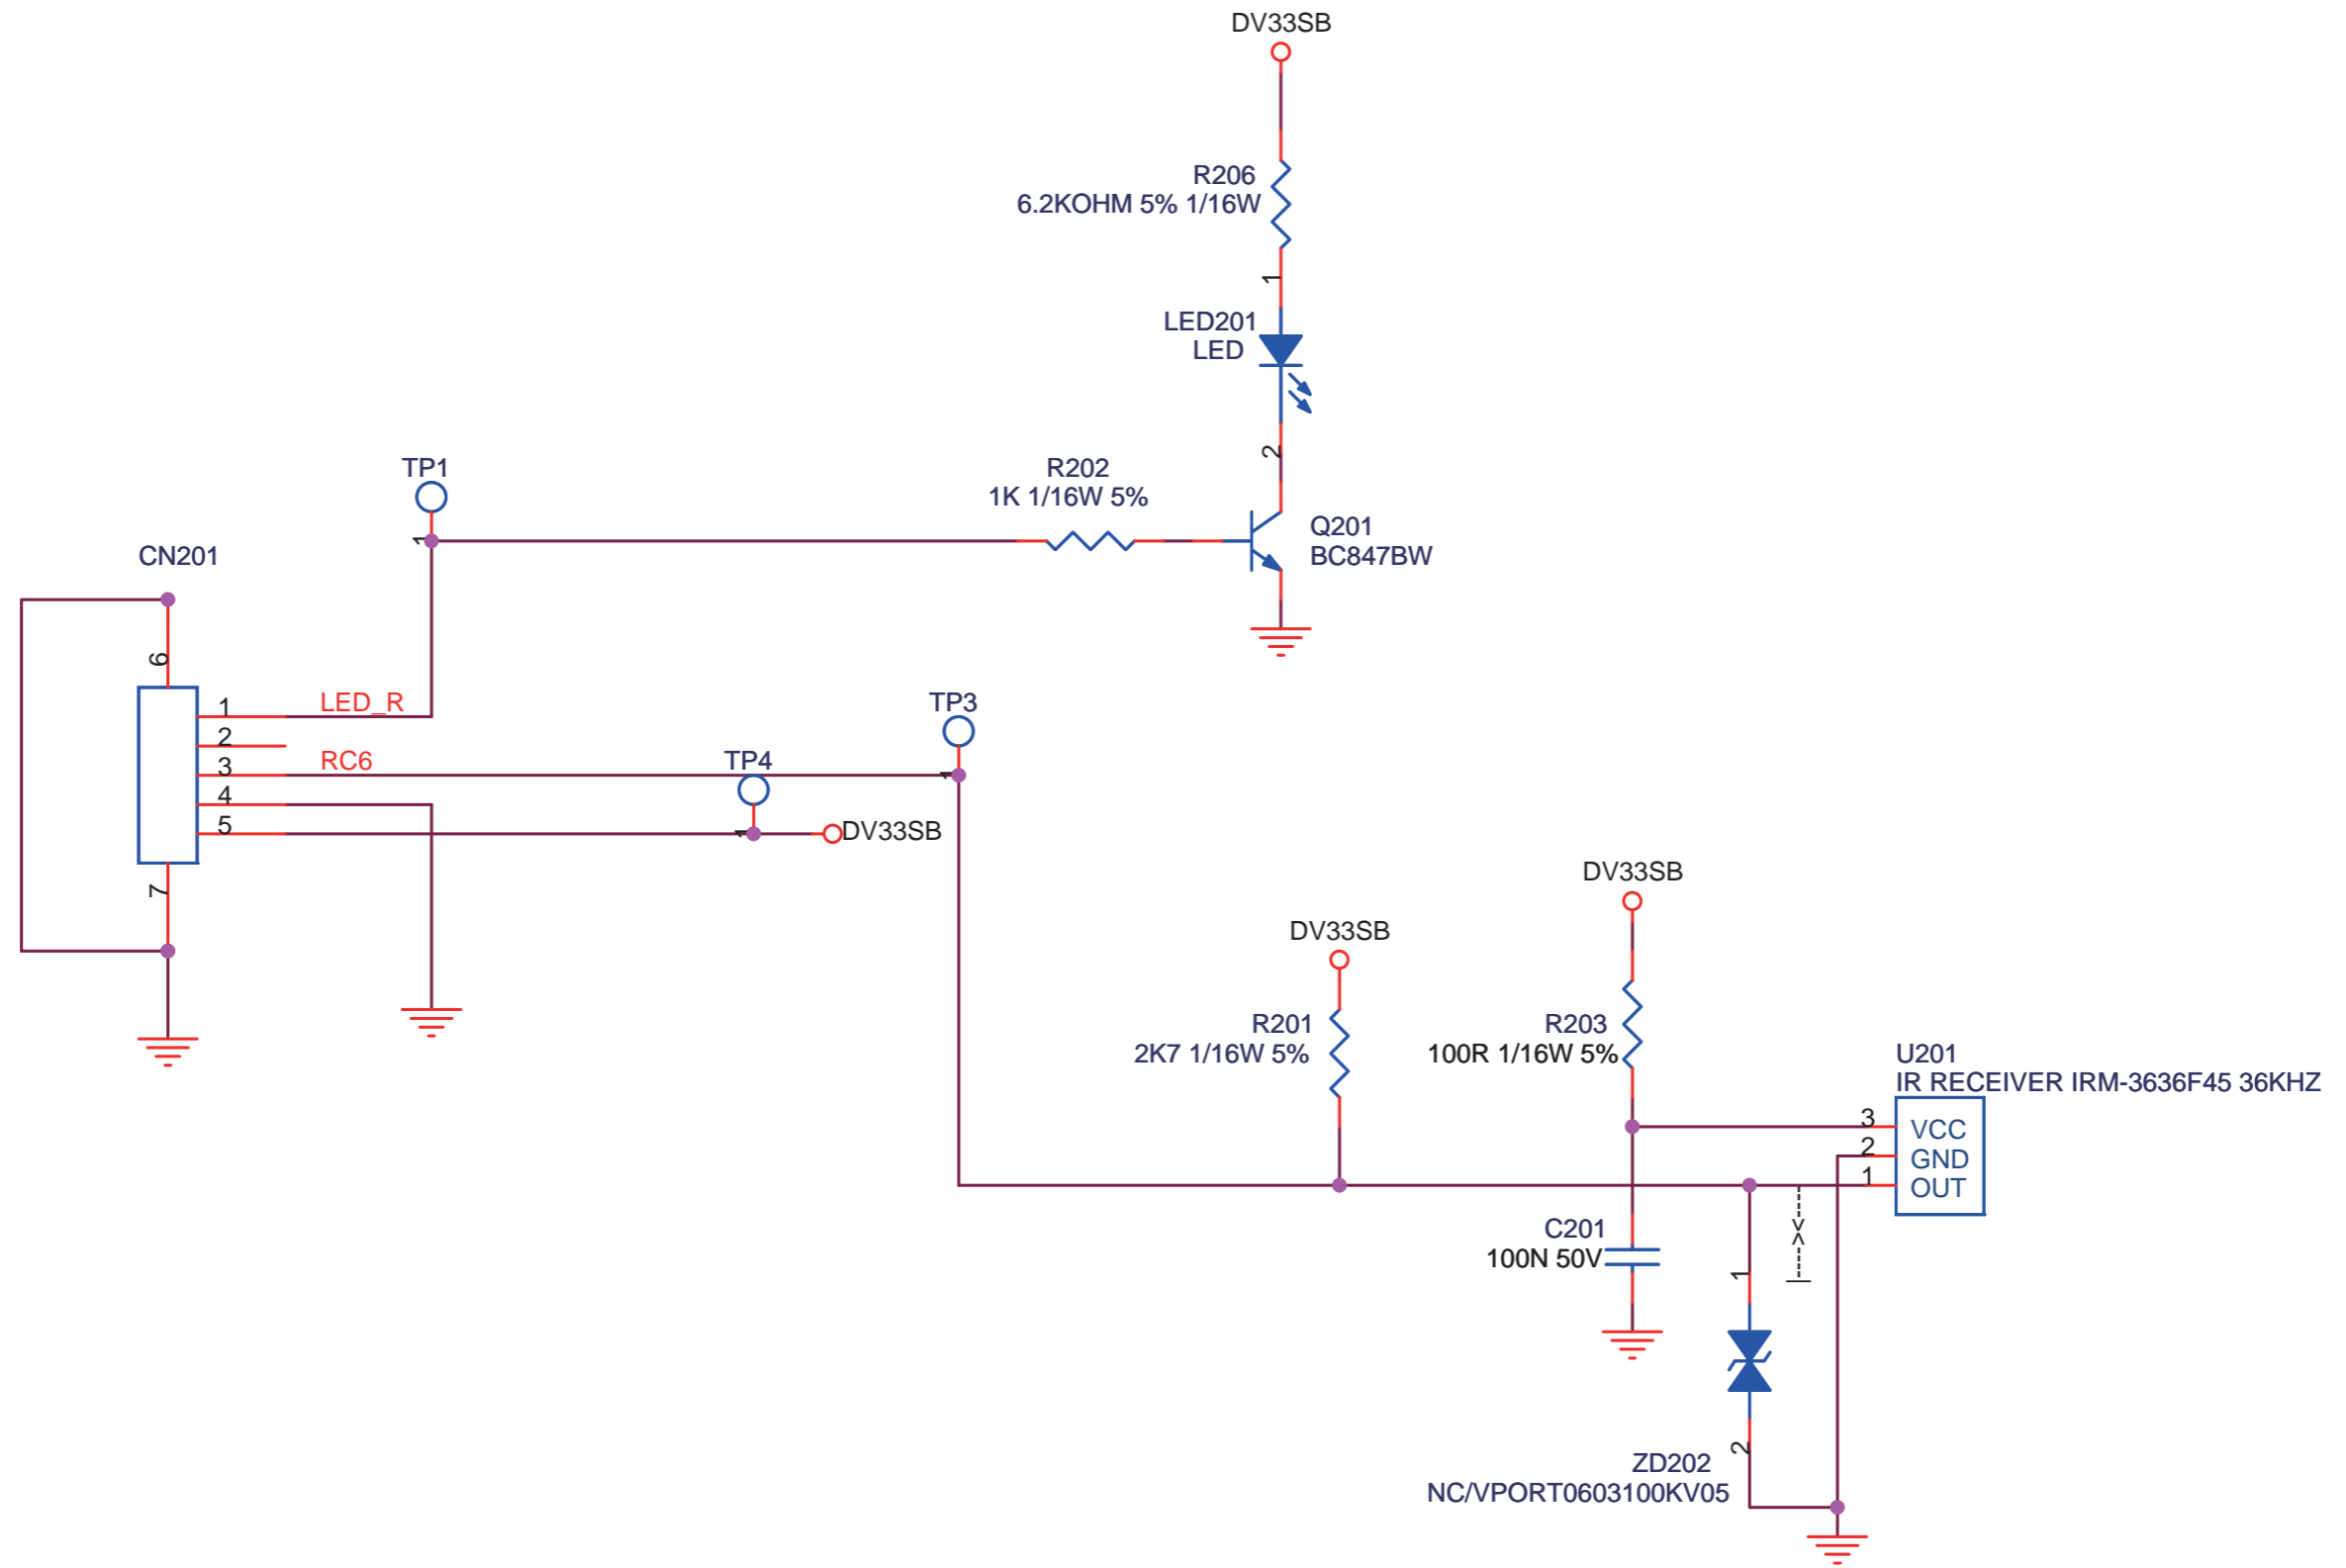 DV33SB
R206
6.2KOHM 5% 1/16W
1
LED201
LED
2
TP1
1
R202
1K 1/16W 5%
Q201
BC847BW
CN201
6
1
LED_R
2
3
RC6
4
5
7
TP3
1
TP4
1
DV33SB
DV33SB
R203
100R 1/16W 5%
DV33SB
R201
2K7 1/16W 5%
U201
IR RECEIVER IRM-3636F45 36KHZ
3
VCC
2
GND
1
OUT
C201
100N 50V
1
2
ZD202
NC/VPORT0603100KV05